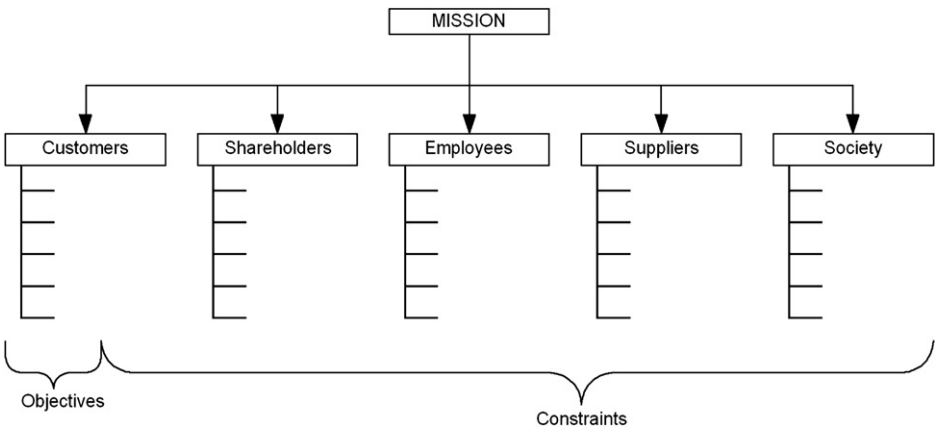 MISSION
Customers
Shareholders
Employees
Suppliers
Society
Objectives
Constraints